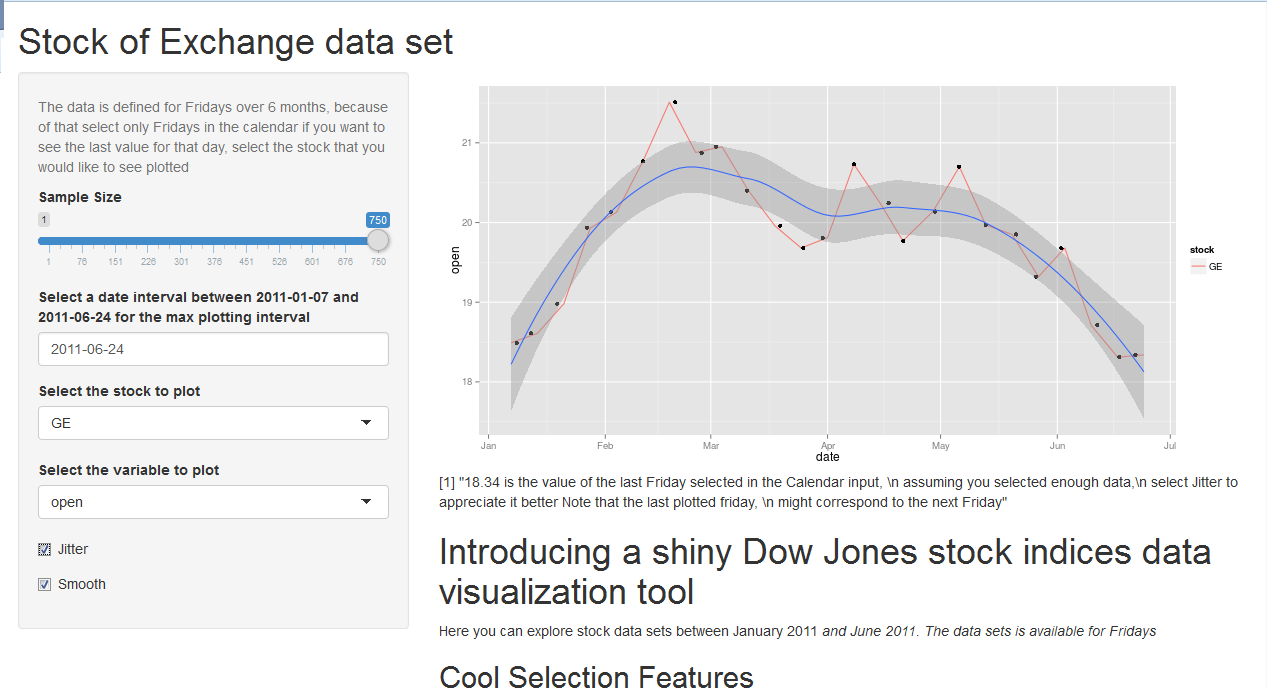 Stock of Exchange data set
The data is defined for Fridays over 6 months, because
of that select only Fridays in the calendar if you want to
see the last value for that day, select the stock that you
would like to see plotted
Sample Size
1 750
1 76 151 226 301 376 451 526 601 676 750
Select a date interval between 2011-01-07 and
2011-06-24 for the max plotting interval
2011-06-24
Select the stock to plot
GE
Select the variable to plot
open
Jitter
Smooth
21
20
19
18
open
Jan Feb Mar Apr May Jun Jul
date
stock
GE
[1] "18.34 is the value of the last Friday selected in the Calendar input, \n assuming you selected enough data,\n select Jitter to
appreciate it better Note that the last plotted friday, \n might correspond to the next Friday"
Introducing a shiny Dow Jones stock indices data
visualization tool
Here you can explore stock data sets between January 2011 and June 2011. The data sets is available for Fridays
Cool Selection Features